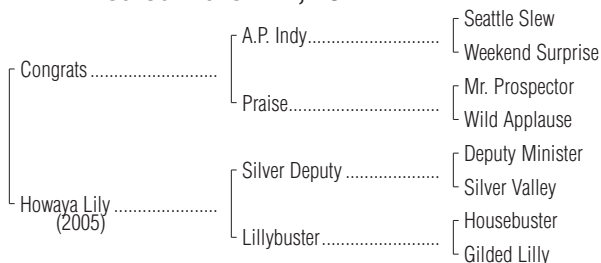 Seattle Slew
A.P. Indy
Weekend Surprise
Congrats
Mr. Prospector
Praise
Wild Applause
Deputy Minister
Silver Deputy
Silver Valley
Howaya Lily
(2005)
Housebuster
Lillybuster
Gilded Lilly